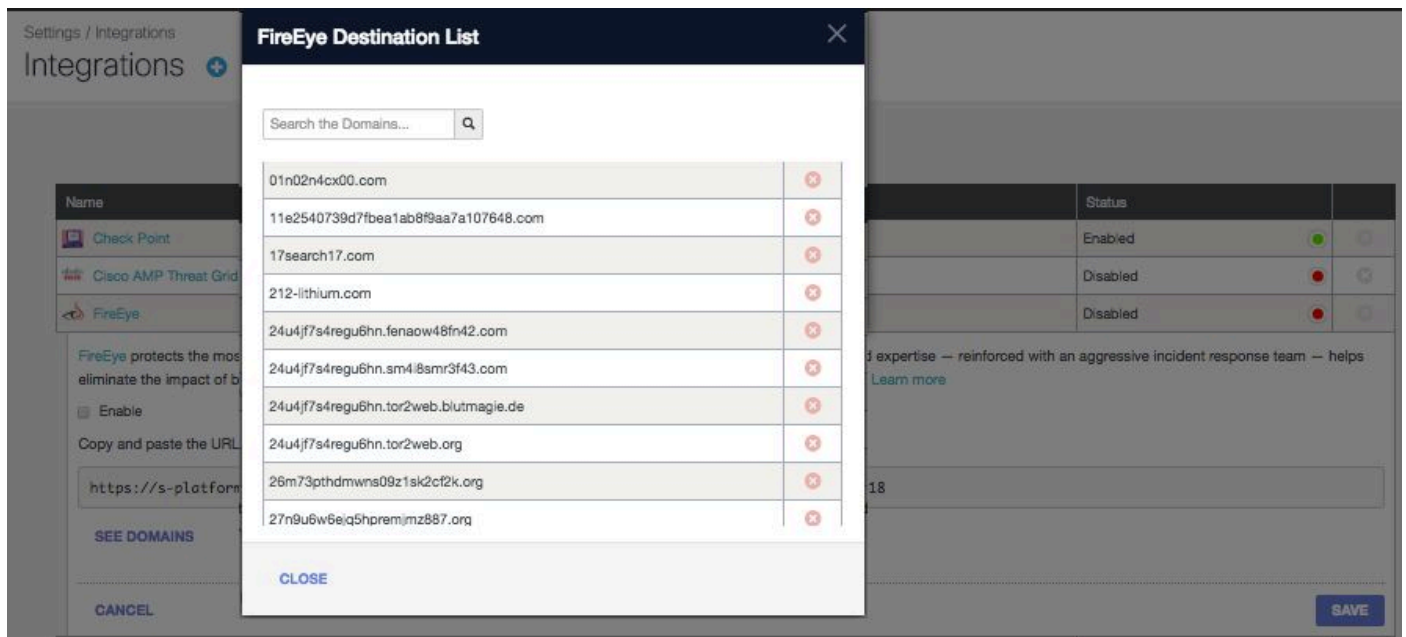 Settings / Integrations
Integrations
FireEye Destination List
Search the Domains...
01n02n4cx00.com
11e2540739d7fbea1ab8f9aa7a107648.com
17search17.com
212-lithium.com
24u4jf7s4regu6hn.fenaow48fn42.com
24u4jf7s4regu6hn.sm4i8smr3f43.com
24u4jf7s4regu6hn.tor2web.blutmagie.de
24u4jf7s4regu6hn.tor2web.org
26m73pthdmwns09z1sk2cf2k.org
27n9u6w6ejq5hpremjmz887.org
CLOSE
Name Status
Check Point Enabled
Cisco AMP Threat Grid Disabled
FireEye Disabled
FireEye protects the mos d expertise — reinforced with an aggressive incident response team — helps
eliminate the impact of b Learn more
Enable
Copy and paste the URL
https://s-platform 18
SEE DOMAINS
CANCEL SAVE